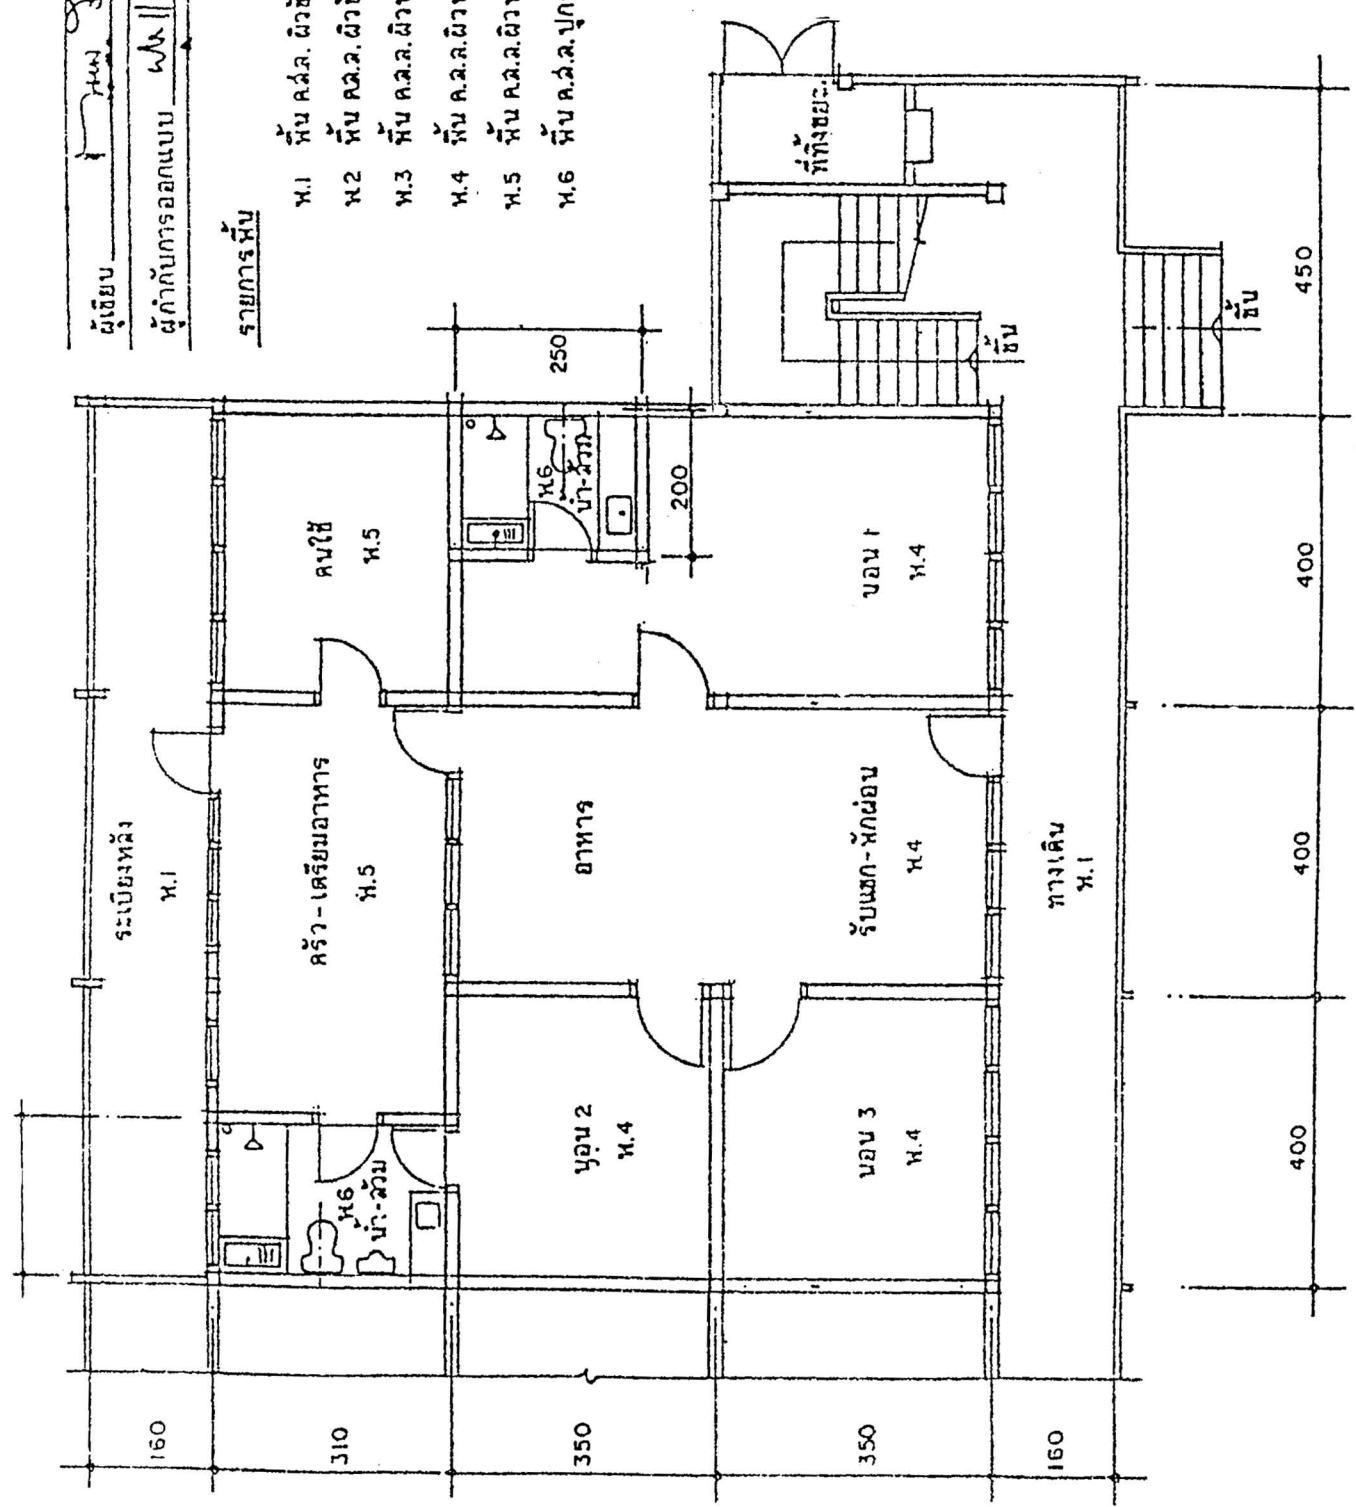 ผู้เขียน
ผู้กำกับการออกแบบ
รายการพื้น
พ.1 พื้น ค.ส.ล. ผิวขั
พ.2 พื้น ค.ส.ล. ผิว
พ.3 พื้น ค.ส.ล. ผิว
พ.4 พื้น ค.ส.ล. ผิว
พ.5 พื้น ค.ส.ล. ผิว
พ.6 พื้น ค.ส.ล. ปู
ระเบียงหลัง
พ.1
ครัว-เตรียมอาหาร
พ.5
คนใช้
พ.5
พ.6
น้ำ-ส้วม
250
200
พ.6
น้ำ-ส้วม
อาหาร
นอน 2
พ.4
นอน 3
พ.4
รับแขก-พักผ่อน
พ.4
นอน 1
พ.4
ที่ทิ้งขยะ
ขึ้น
ทางเดิน
พ.1
ขึ้น
160
310
350
350
160
400
400
400
450